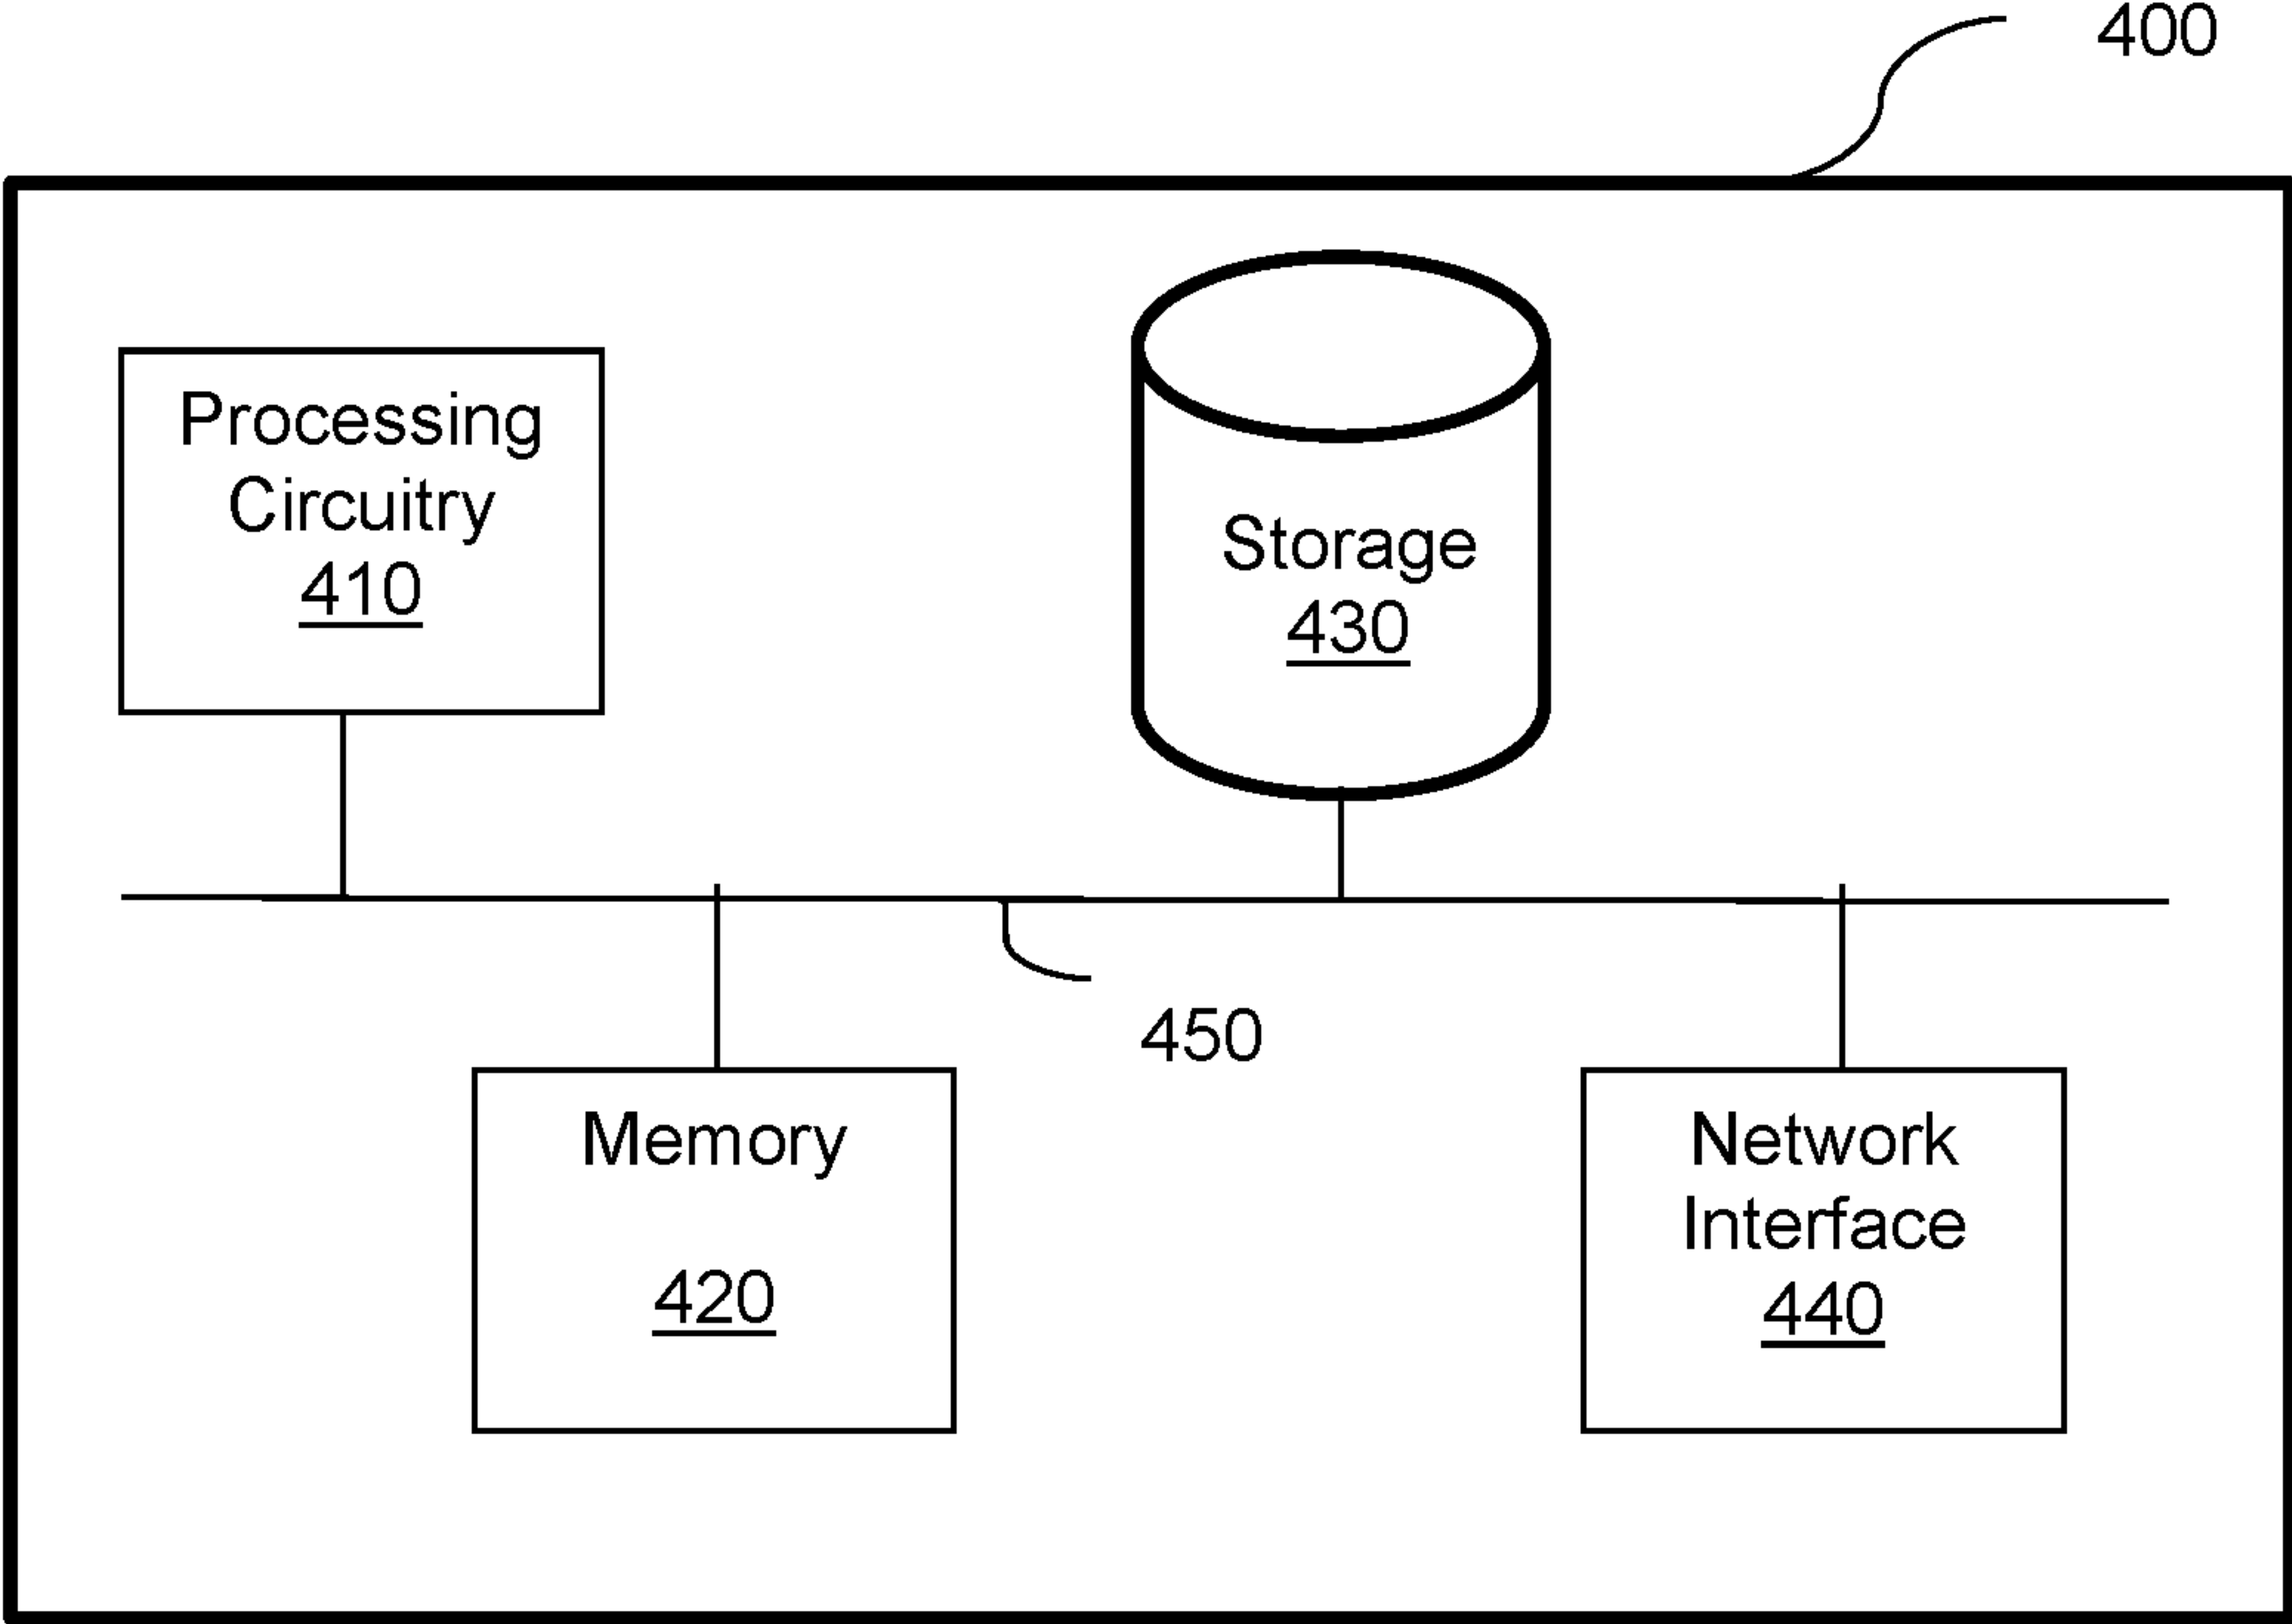 400
Processing
Circuitry
410
Storage
430
450
Memory
420
Network
Interface
440